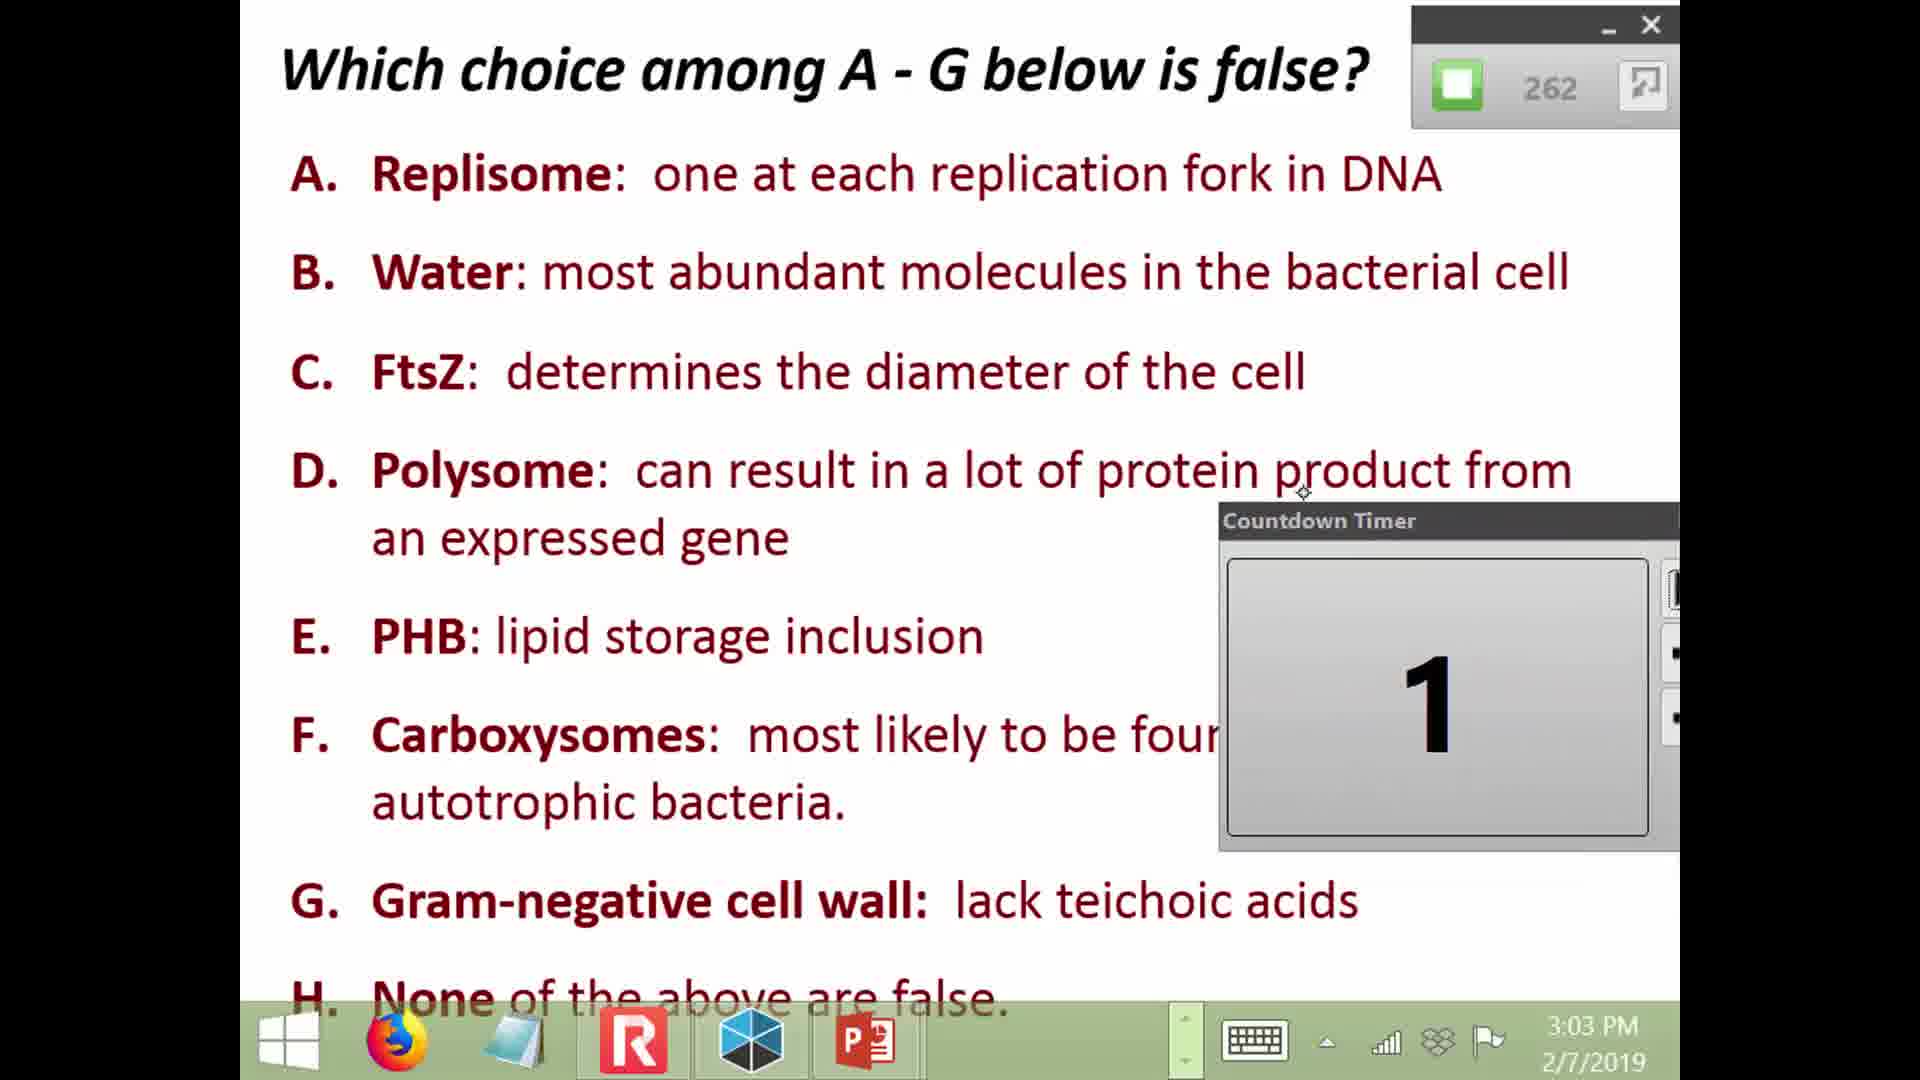 Which choice among A - G below is false?
262
A. Replisome: one at each replication fork in DNA
B. Water: most abundant molecules in the bacterial cell
C. FtsZ: determines the diameter of the cell
D. Polysome: can result in a lot of protein product from
an expressed gene
Countdown Timer
1
E. PHB: lipid storage inclusion
F. Carboxysomes: most likely to be
autotrophic bacteria.
G. Gram-negative cell wall: lack teichoic acids
H. None of the above are false.
3:03 PM
2/7/2019